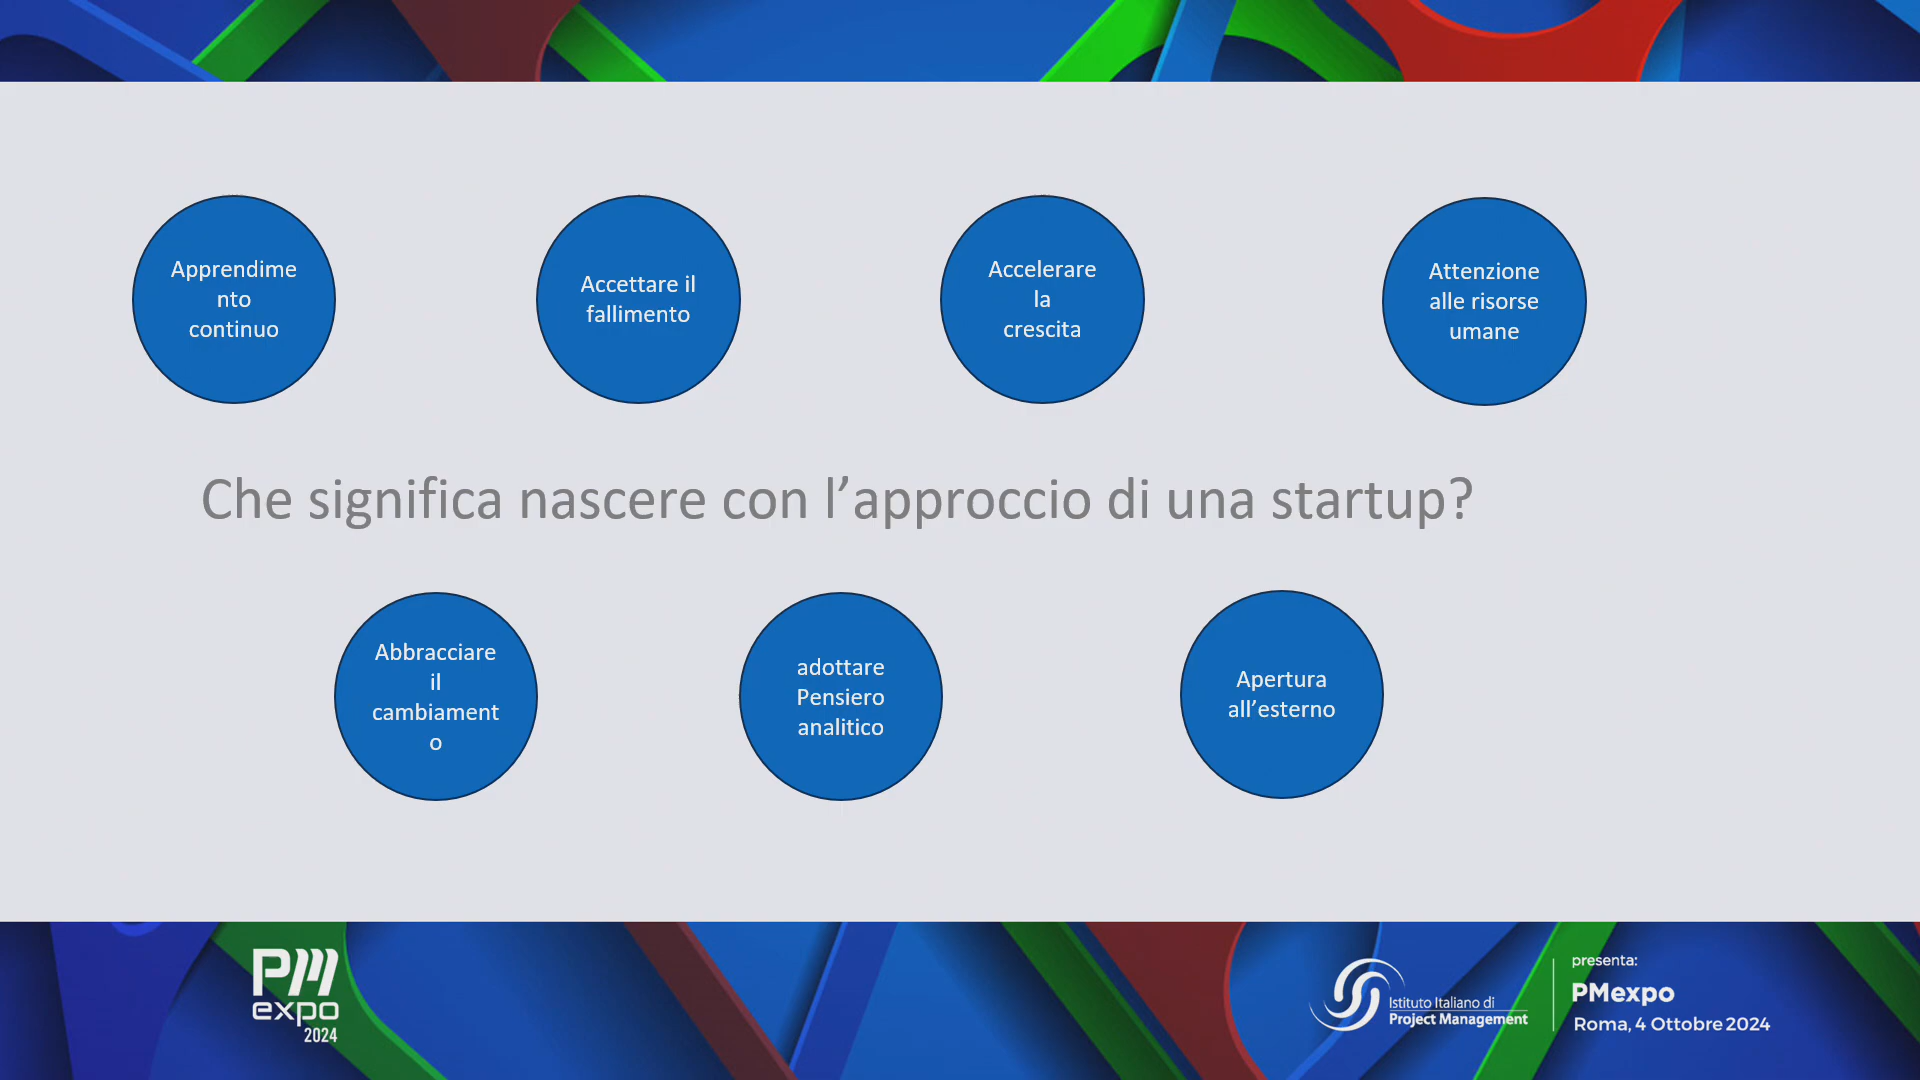 Apprendime
nto
continuo
Accettare il
fallimento
Accelerare
la
crescita
Attenzione
alle risorse
umane
Che significa nascere con l’approccio di una startup?
Abbracciare
il
cambiament
o
adottare
Pensiero
analitico
Apertura
all’esterno
PM
expo
2024
Istituto Italiano di
Project Management
presenta:
PMexpo
Roma, 4 Ottobre 2024